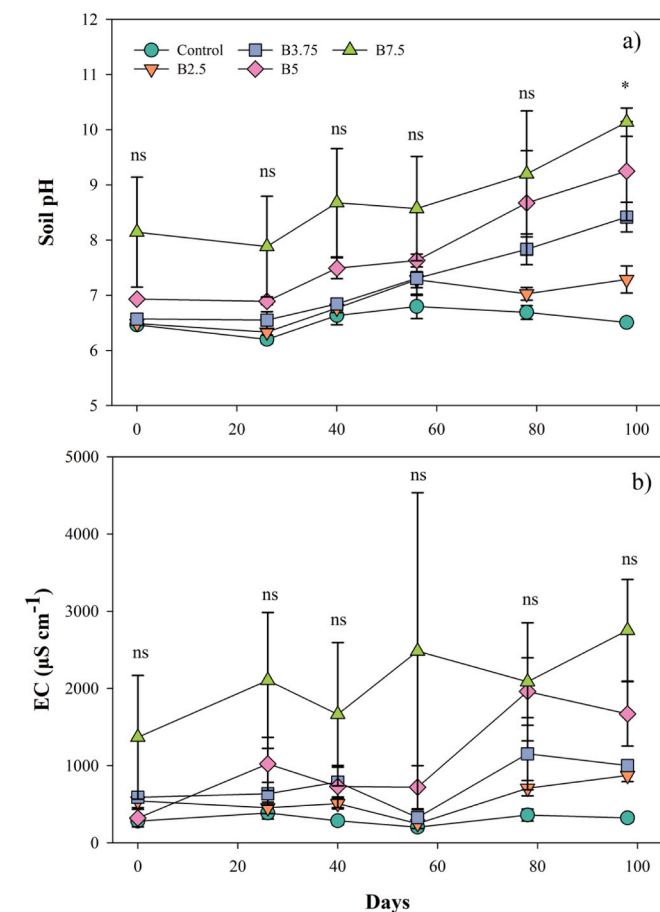 12
a)
Control
B3.75
B7.5
B2.5
B5
11
*
ns
ns
10
ns
ns
ns
9
8
7
6
5
Soil pH
0
20
40
60
80
100
5000
b)
ns
4000
ns
3000
ns
ns
ns
ns
2000
1000
0
EC (µS cm⁻¹)
0
20
40
60
80
100
Days